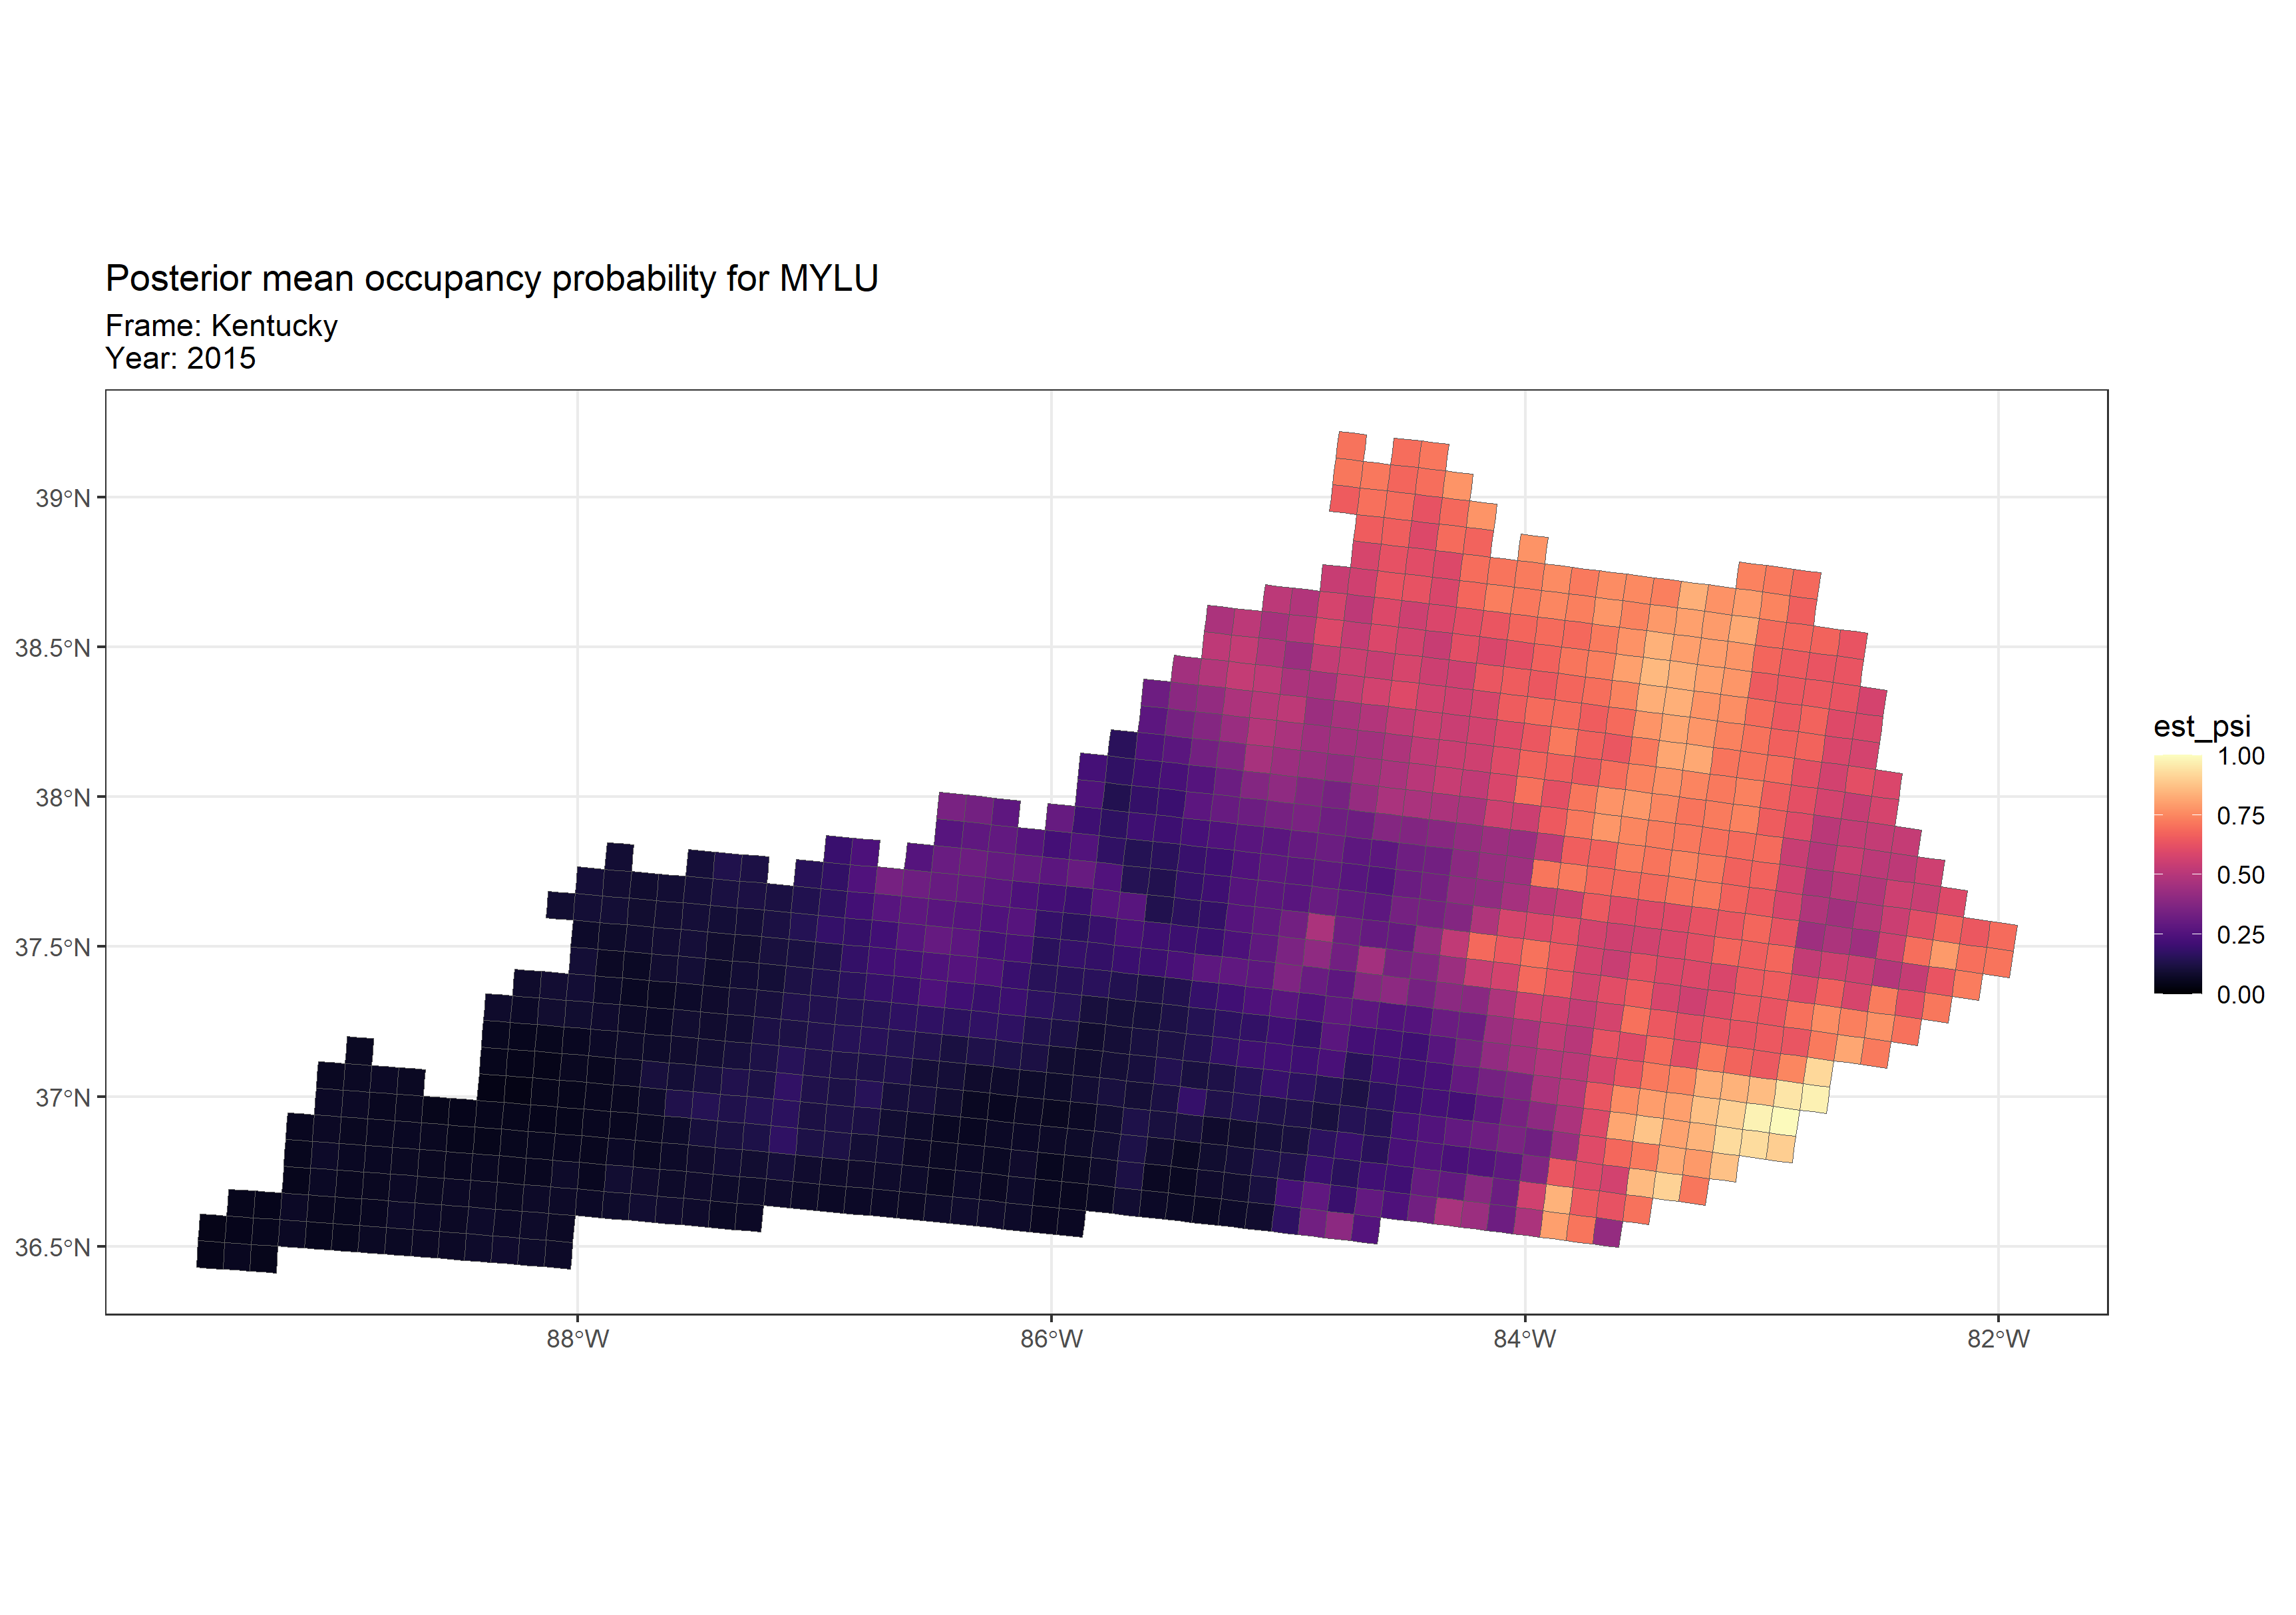 Posterior mean occupancy probability for MYLU
Frame: Kentucky
Year: 2015
39°N
38.5°N
38°N
37.5°N
37°N
36.5°N
88°W
86°W
84°W
82°W
est_psi
1.00
0.75
0.50
0.25
0.00